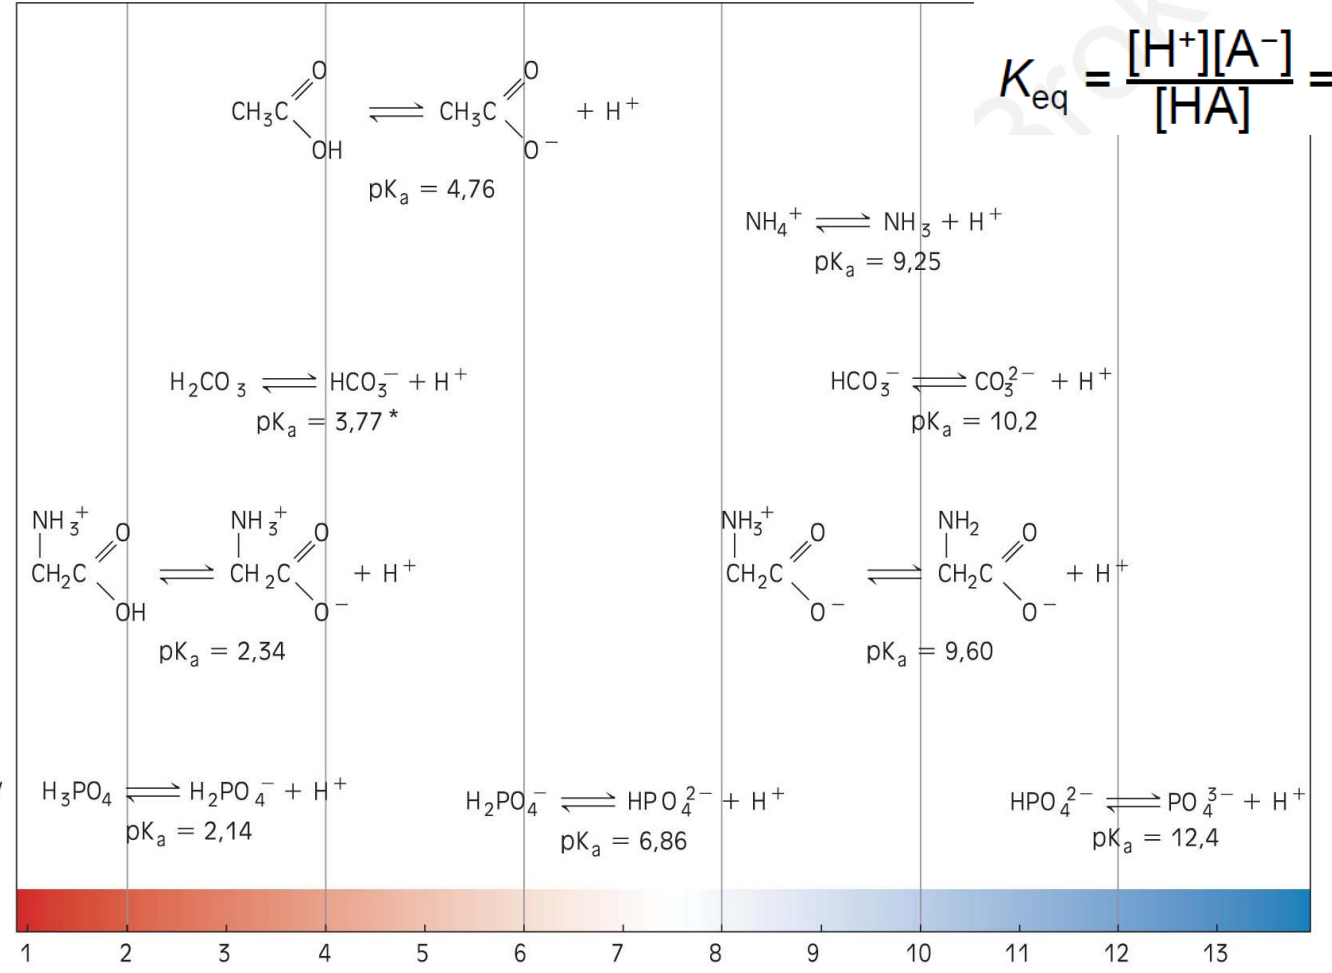 Keq = [H⁺][A⁻] / [HA] =
CH₃C O OH ⇌ CH₃C O O⁻ + H⁺
pKₐ = 4,76
NH₄⁺ ⇌ NH₃ + H⁺
pKₐ = 9,25
H₂CO₃ ⇌ HCO₃⁻ + H⁺
pKₐ = 3,77 *
HCO₃⁻ ⇌ CO₃²⁻ + H⁺
pKₐ = 10,2
NH₃⁺ CH₂C O OH ⇌ NH₃⁺ CH₂C O O⁻ + H⁺
pKₐ = 2,34
NH₃⁺ CH₂C O O⁻ ⇌ NH₂ CH₂C O O⁻ + H⁺
pKₐ = 9,60
H₃PO₄ ⇌ H₂PO₄⁻ + H⁺
pKₐ = 2,14
H₂PO₄⁻ ⇌ HPO₄²⁻ + H⁺
pKₐ = 6,86
HPO₄²⁻ ⇌ PO₄³⁻ + H⁺
pKₐ = 12,4
1 2 3 4 5 6 7 8 9 10 11 12 13